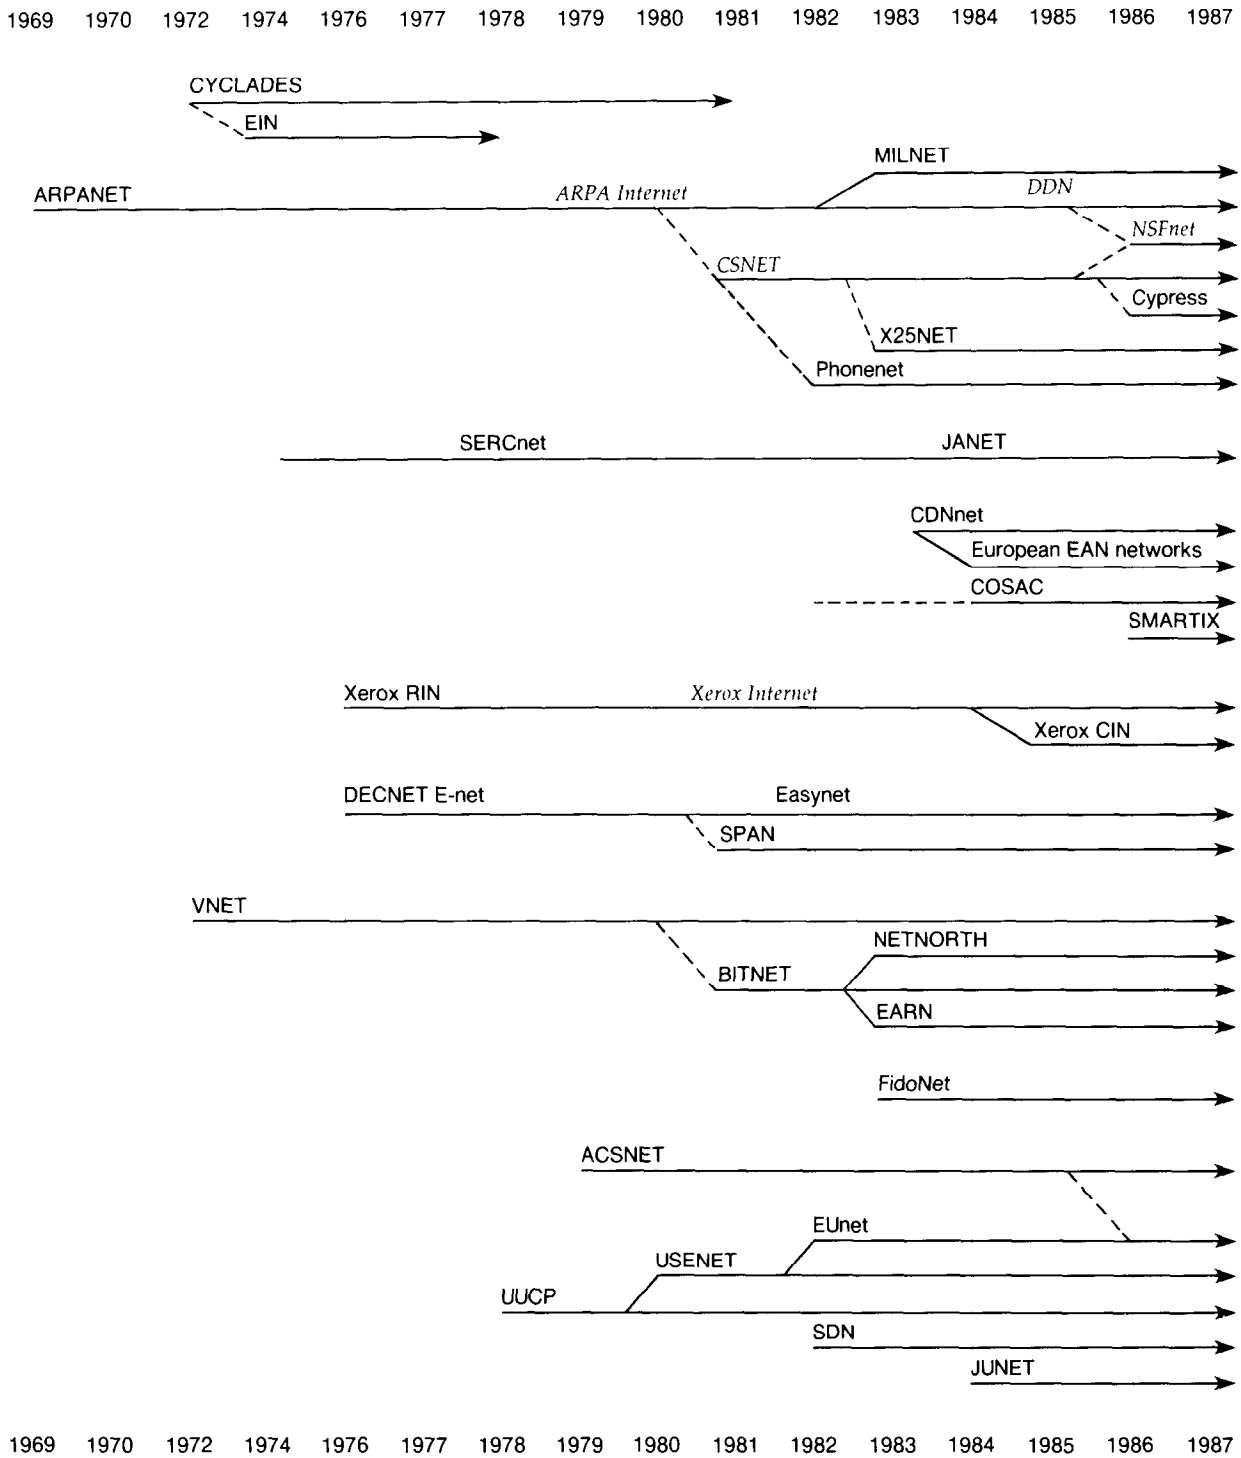 1969 1970 1972 1974 1976 1977 1978 1979 1980 1981 1982 1983 1984 1985 1986 1987
CYCLADES
EIN
MILNET
ARPANET ARPA Internet DDN
NSFnet
CSNET
Cypress
X25NET
Phonenet
SERCnet JANET
CDNnet
European EAN networks
COSAC
SMARTIX
Xerox RIN Xerox Internet
Xerox CIN
DECNET E-net Easynet
SPAN
VNET
NETNORTH
BITNET
EARN
FidoNet
ACSNET
EUnet
USENET
UUCP
SDN
JUNET
1969 1970 1972 1974 1976 1977 1978 1979 1980 1981 1982 1983 1984 1985 1986 1987